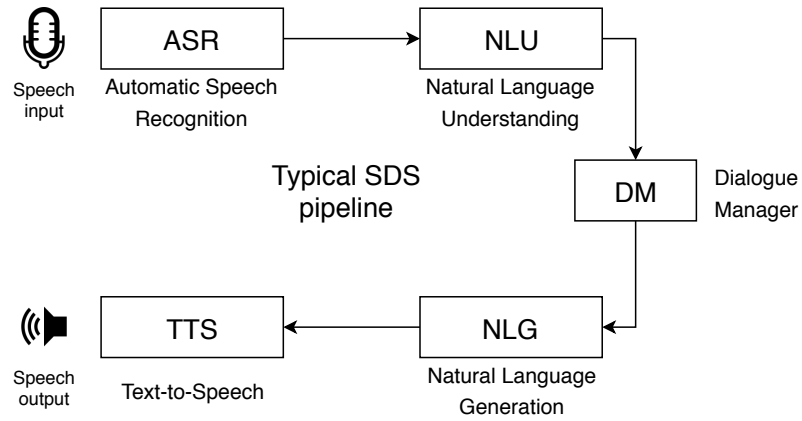 ASR
NLU
Speech
input
Automatic Speech
Recognition
Natural Language
Understanding
Typical SDS
pipeline
DM
Dialogue
Manager
TTS
NLG
Speech
output
Text-to-Speech
Natural Language
Generation